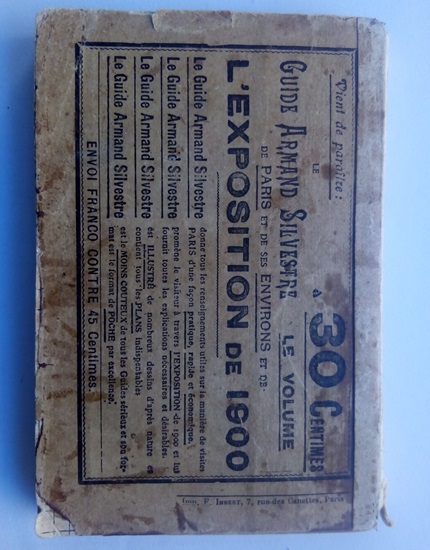 Vient de paraître :
LE
GUIDE ARMAND SILVESTRE
DE PARIS ET DE SES ENVIRONS ET DE
L'EXPOSITION DE 1900
à 30 CENTIMES
LE VOLUME
Le Guide Armand Silvestre donne tous les renseignements utiles sur la manière de visiter
PARIS d'une façon pratique, rapide et économique.
Le Guide Armand Silvestre promène le visiteur à travers l'EXPOSITION de 1900 et lui
fournit toutes les explications nécessaires et désirables.
Le Guide Armand Silvestre est ILLUSTRÉ de nombreux dessins d'après nature et
contient tous les PLANS indispensables
Le Guide Armand Silvestre est le MOINS COUTEUX de tous les Guides sérieux et son for-
mat est le format de POCHE par excellence.
ENVOI FRANCO CONTRE 45 Centimes.
Imp. F. 7, rue des Canettes, Paris